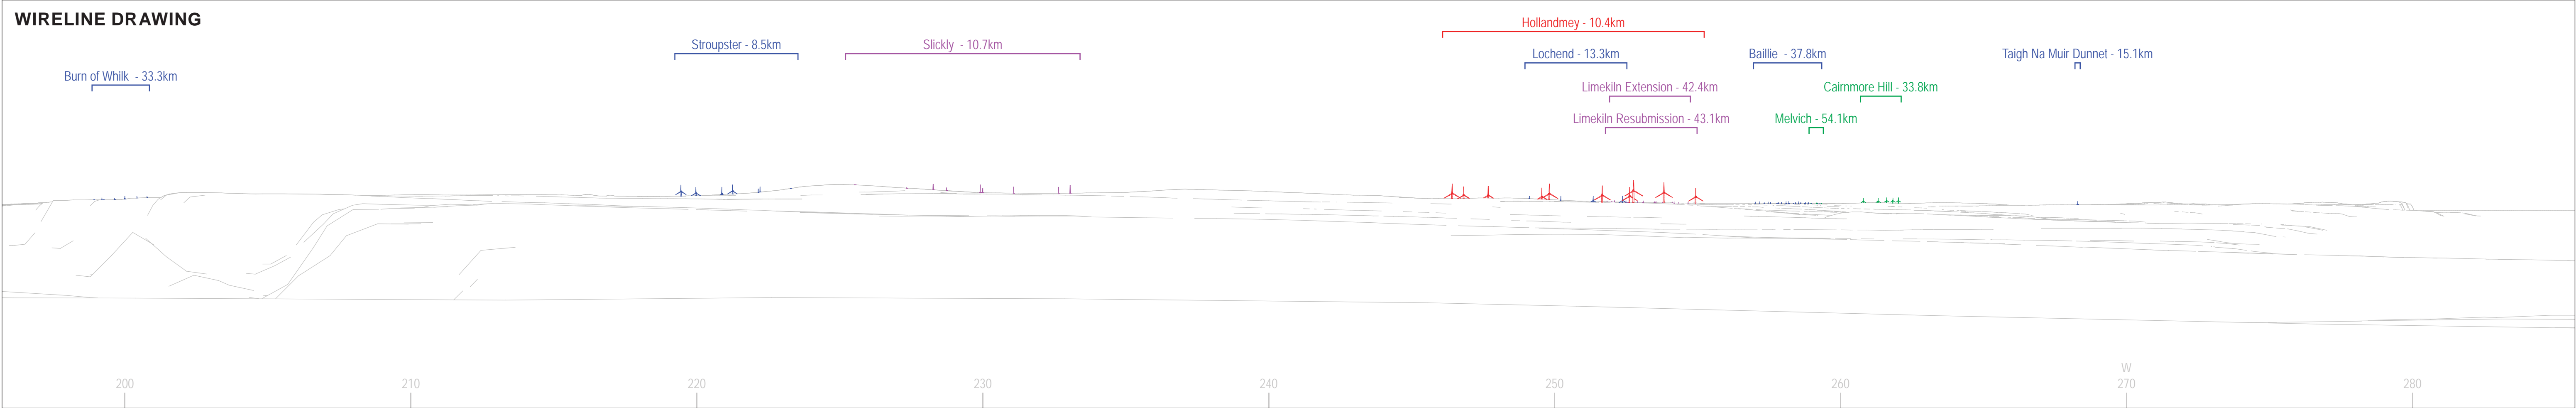 WIRELINE DRAWING
Hollandmey - 10.4km
Stroupster - 8.5km
Slickly - 10.7km
Lochend - 13.3km
Baillie - 37.8km
Taigh Na Muir Dunnet - 15.1km
Burn of Whilk - 33.3km
Limekiln Extension - 42.4km
Cairnmore Hill - 33.8km
Limekiln Resubmission - 43.1km
Melvich - 54.1km
W
200 210 220 230 240 250 260 270 280